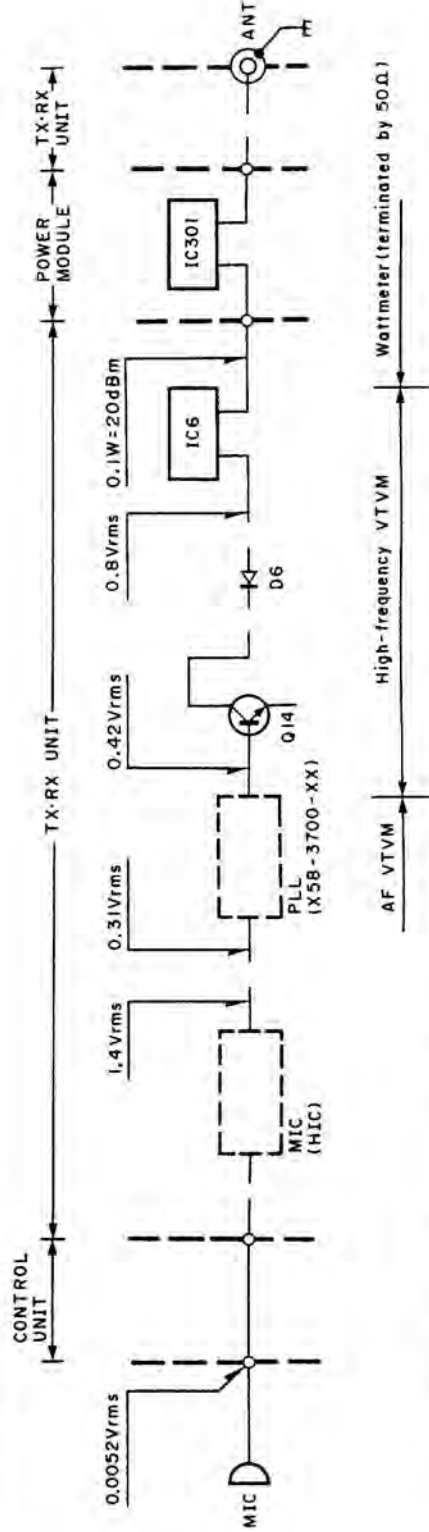 CONTROL
UNIT
TX·RX UNIT
POWER
MODULE
TX·RX
UNIT
0.0052Vrms
1.4Vrms
0.31Vrms
0.42Vrms
0.8Vrms
0.1W=20dBm
MIC
MIC
(HIC)
PLL
(X58-3700-XX)
Q14
D6
IC6
IC301
ANT
AF VTVM
High-frequency VTVM
Wattmeter (terminated by 50Ω)